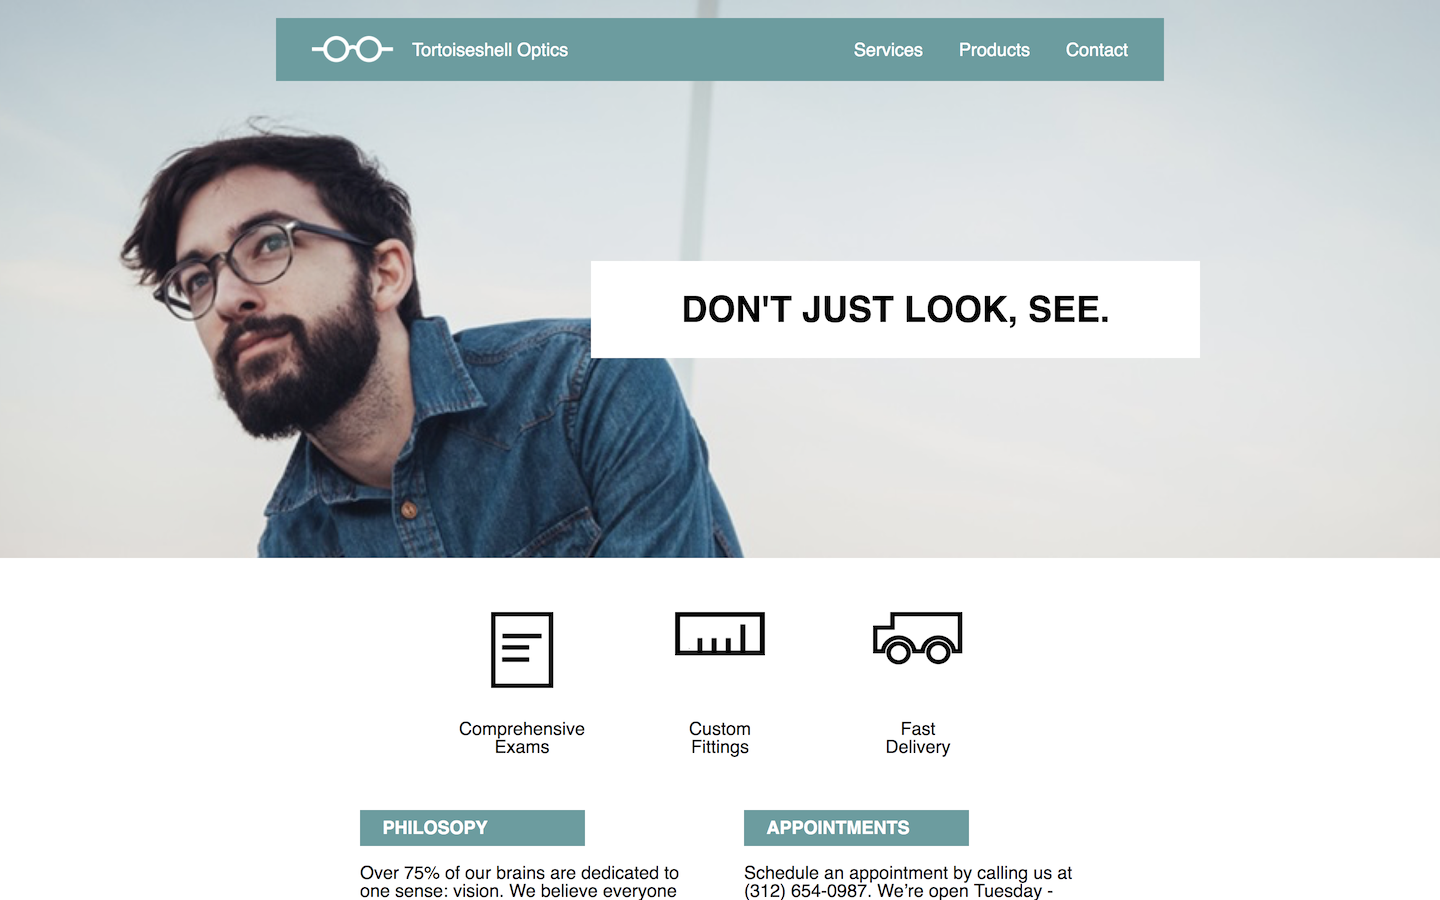 Tortoiseshell Optics
Services
Products
Contact
DON'T JUST LOOK, SEE.
Comprehensive
Exams
Custom
Fittings
Fast
Delivery
PHILOSOPY
Over 75% of our brains are dedicated to
one sense: vision. We believe everyone
APPOINTMENTS
Schedule an appointment by calling us at
(312) 654-0987. We’re open Tuesday -